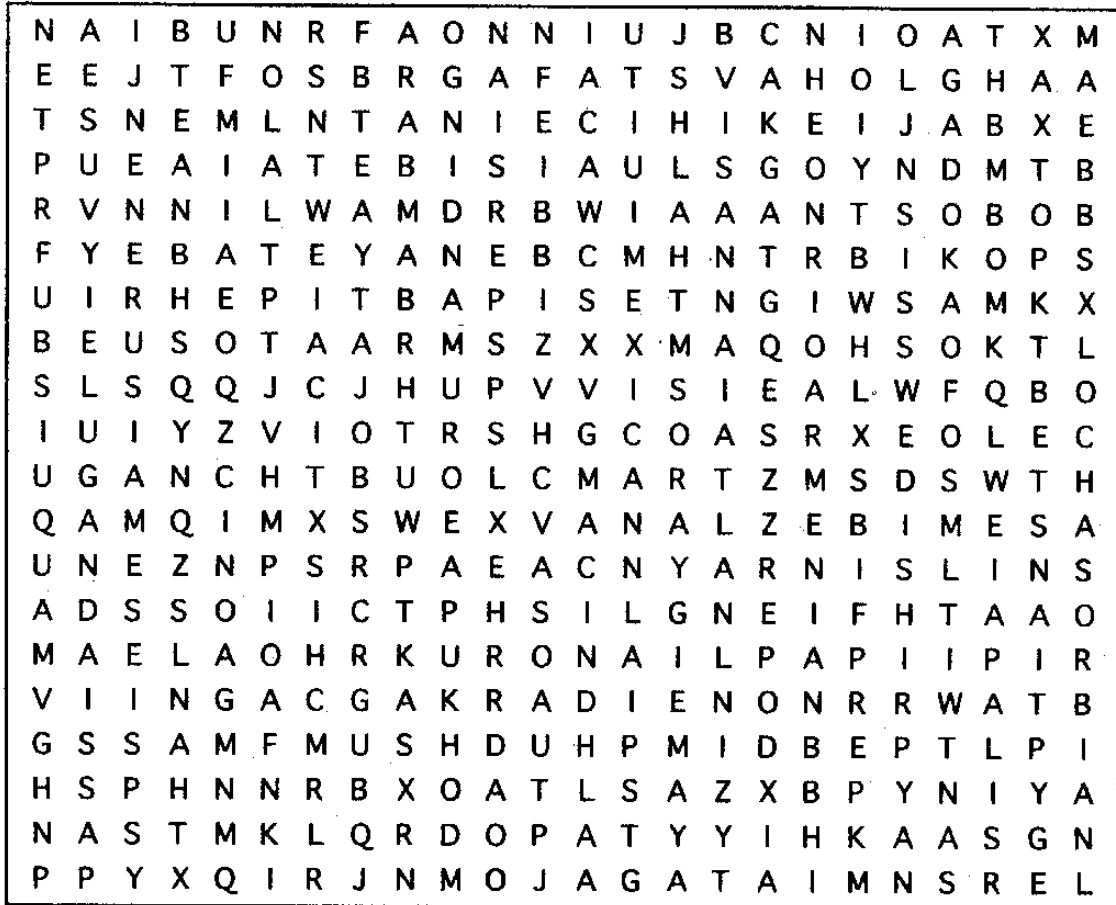 N A I B U N R F A O N N I U J B C N I O A T X M
E E J T F O S B R G A F A T S V A H O L G H A A
T S N E M L N T A N I E C I H I K E I J A B X E
P U E A I A T E B I S I A U L S G O Y N D M T B
R V N N I L W A M D R B W I A A A N T S O B O B
F Y E B A T E Y A N E B C M H N T R B I K O P S
U I R H E P I T B A P I S E T N G I W S A M K X
B E U S O T A A R M S Z X X M A Q O H S O K T L
S L S Q Q J C J H U P V V I S I E A L W F Q B O
I U I Y Z V I O T R S H G C O A S R X E O L E C
U G A N C H T B U O L C M A R T Z M S D S W T H
Q A M Q I M X S W E X V A N A L Z E B I M E S A
U N E Z N P S R P A E A C N Y A R N I S L I N S
A D S S O I I C T P H S I L G N E I F H T A A O
M A E L A O H R K U R O N A I L P A P I I P I R
V I I N G A C G A K R A D I E N O N R R W A T B
G S S A M F M U S H D U H P M I D B E P T L P I
H S P H N N R B X O A T L S A Z X B P Y N I Y A
N A S T M K L Q R D O P A T Y Y I H K A A S G N
P P Y X Q I R J N M O J A G A T A I M N S R E L